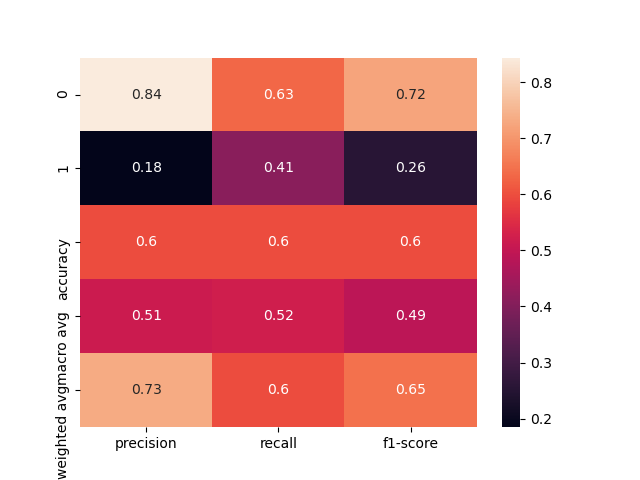 0 0.84 0.63 0.72
1 0.18 0.41 0.26
accuracy 0.6 0.6 0.6
macro avg 0.51 0.52 0.49
weighted avg 0.73 0.6 0.65
precision recall f1-score
0.8
0.7
0.6
0.5
0.4
0.3
0.2